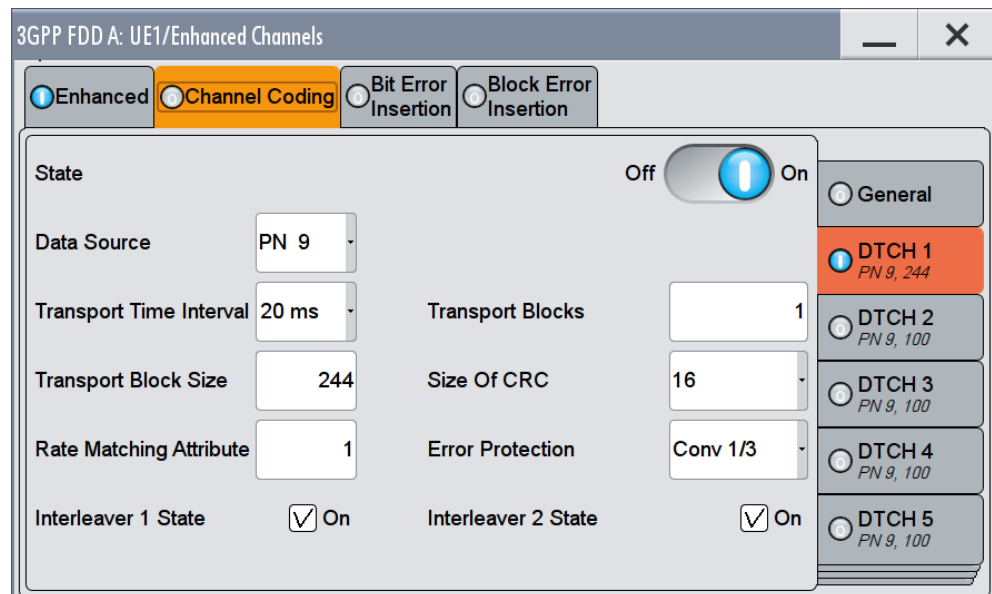 3GPP FDD A: UE1/Enhanced Channels
Enhanced
Channel Coding
Bit Error
Insertion
Block Error
Insertion
State
Off
On
Data Source
PN 9
Transport Time Interval
20 ms
Transport Blocks
1
Transport Block Size
244
Size Of CRC
16
Rate Matching Attribute
1
Error Protection
Conv 1/3
Interleaver 1 State
On
Interleaver 2 State
On
General
DTCH 1
PN 9, 244
DTCH 2
PN 9, 100
DTCH 3
PN 9, 100
DTCH 4
PN 9, 100
DTCH 5
PN 9, 100